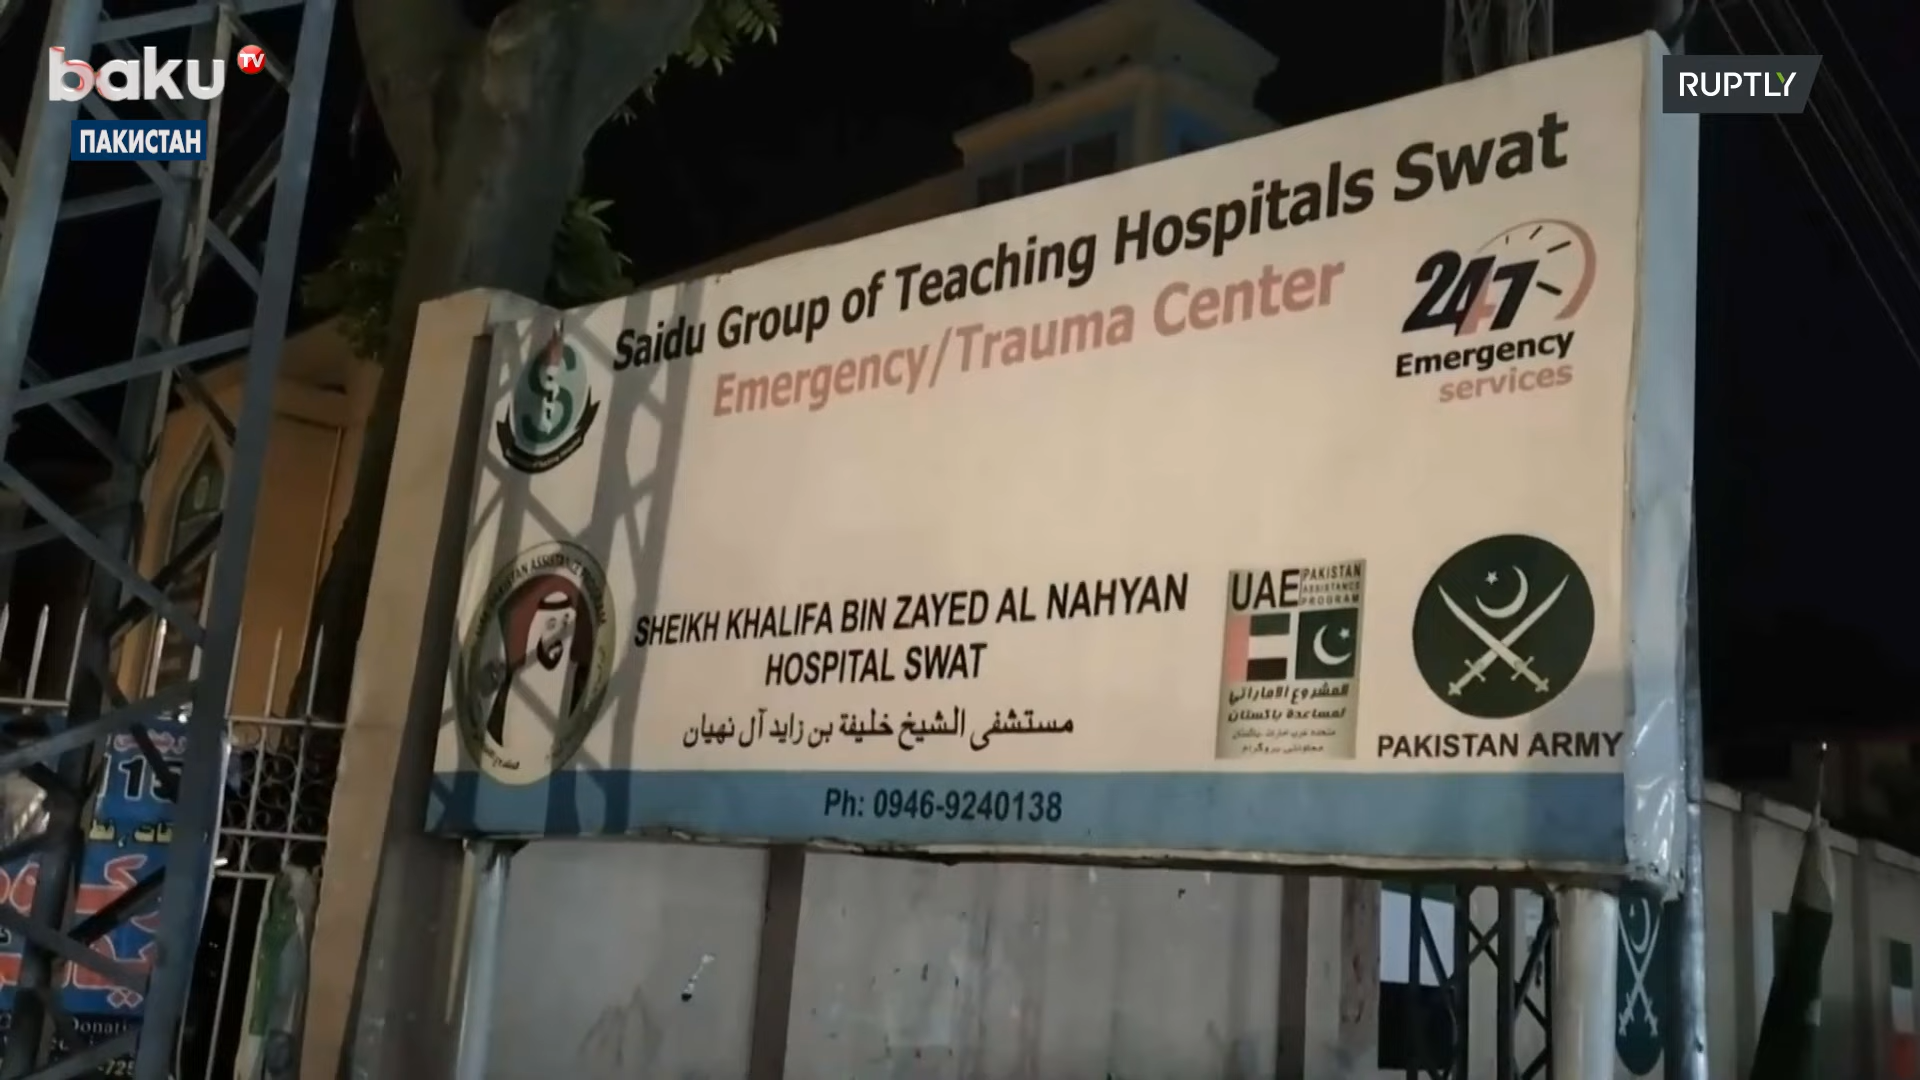 baku TV
ПАКИСТАН
RUPTLY
Saidu Group of Teaching Hospitals Swat
Emergency/Trauma Center
24/7
Emergency
services
SHEIKH KHALIFA BIN ZAYED AL NAHYAN
HOSPITAL SWAT
مستشفى الشيخ خليفة بن زايد آل نهيان
UAE PAKISTAN
ASSISTANCE
PROGRAM
المشروع الاماراتي
لمساعدة باكستان
PAKISTAN ARMY
Ph: 0946-9240138
15